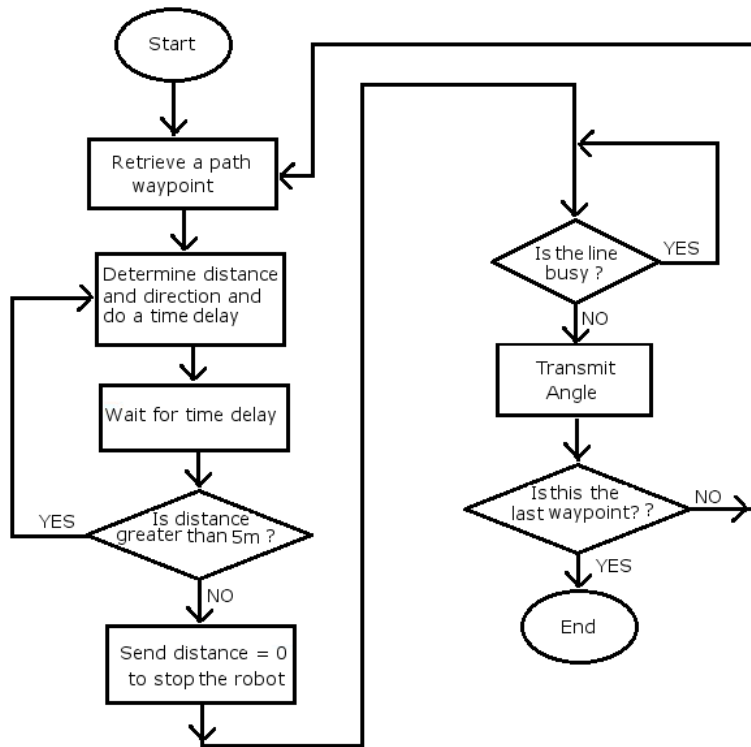 Start
Retrieve a path
waypoint
Determine distance
and direction and
do a time delay
Wait for time delay
Is distance
greater than 5m ?
YES
NO
Send distance = 0
to stop the robot
Is the line
busy ?
YES
NO
Transmit
Angle
Is this the
last waypoint? ?
NO
YES
End